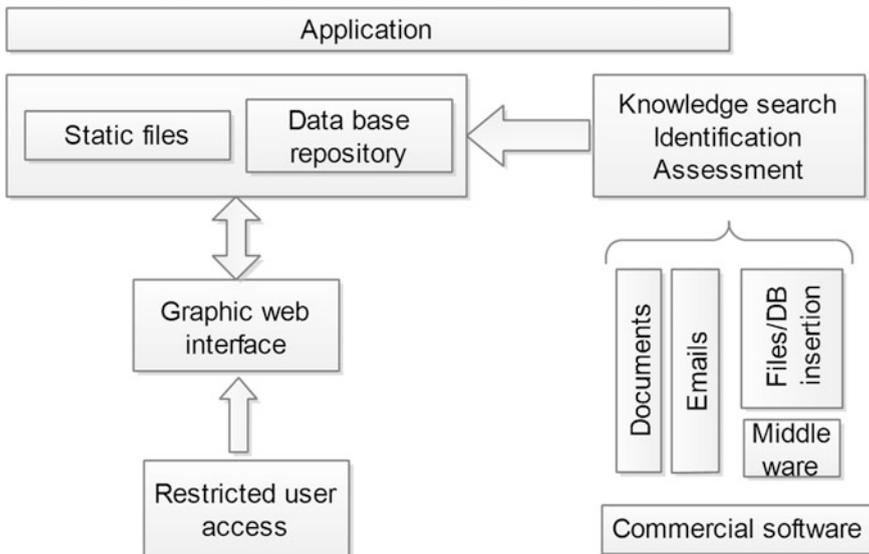 Application
Static files
Data base
repository
Knowledge search
Identification
Assessment
Graphic web
interface
Restricted user
access
Documents
Emails
Files/DB
insertion
Middle
ware
Commercial software